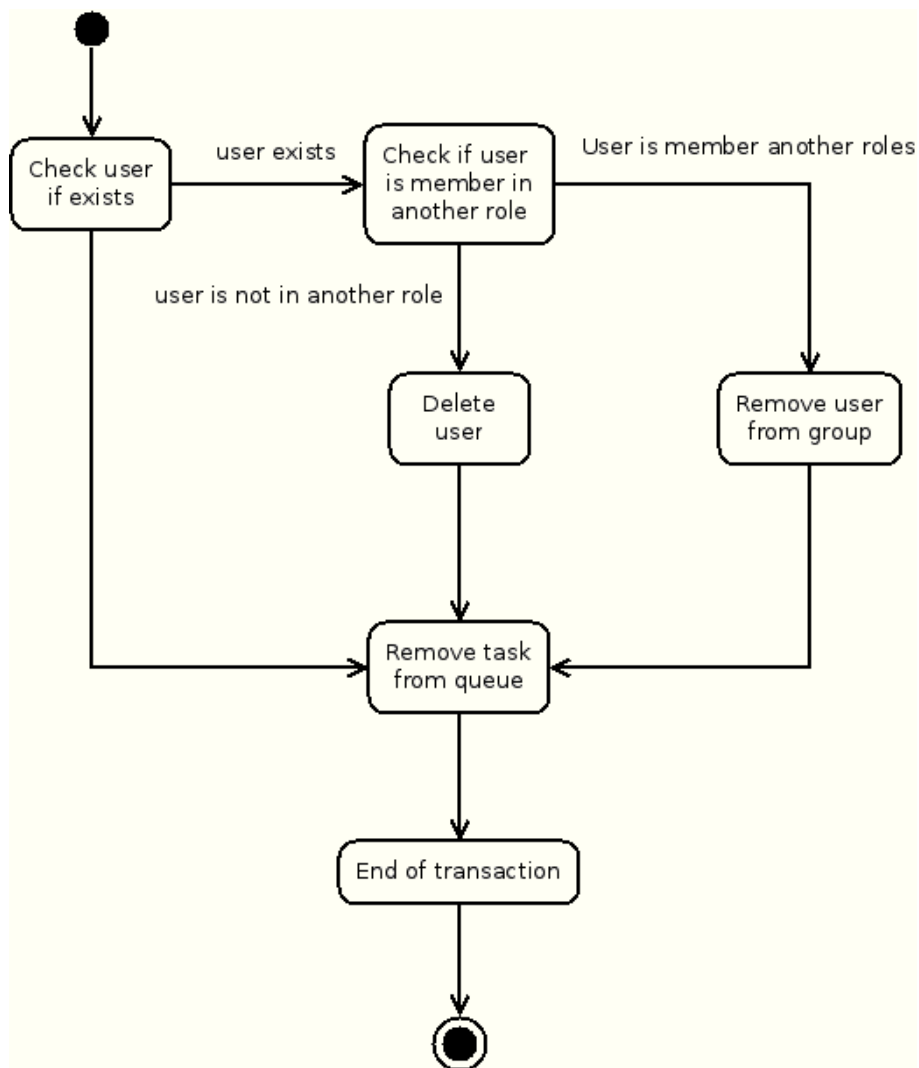 Check user
if exists
user exists
Check if user
is member in
another role
User is member another roles
user is not in another role
Delete
user
Remove user
from group
Remove task
from queue
End of transaction